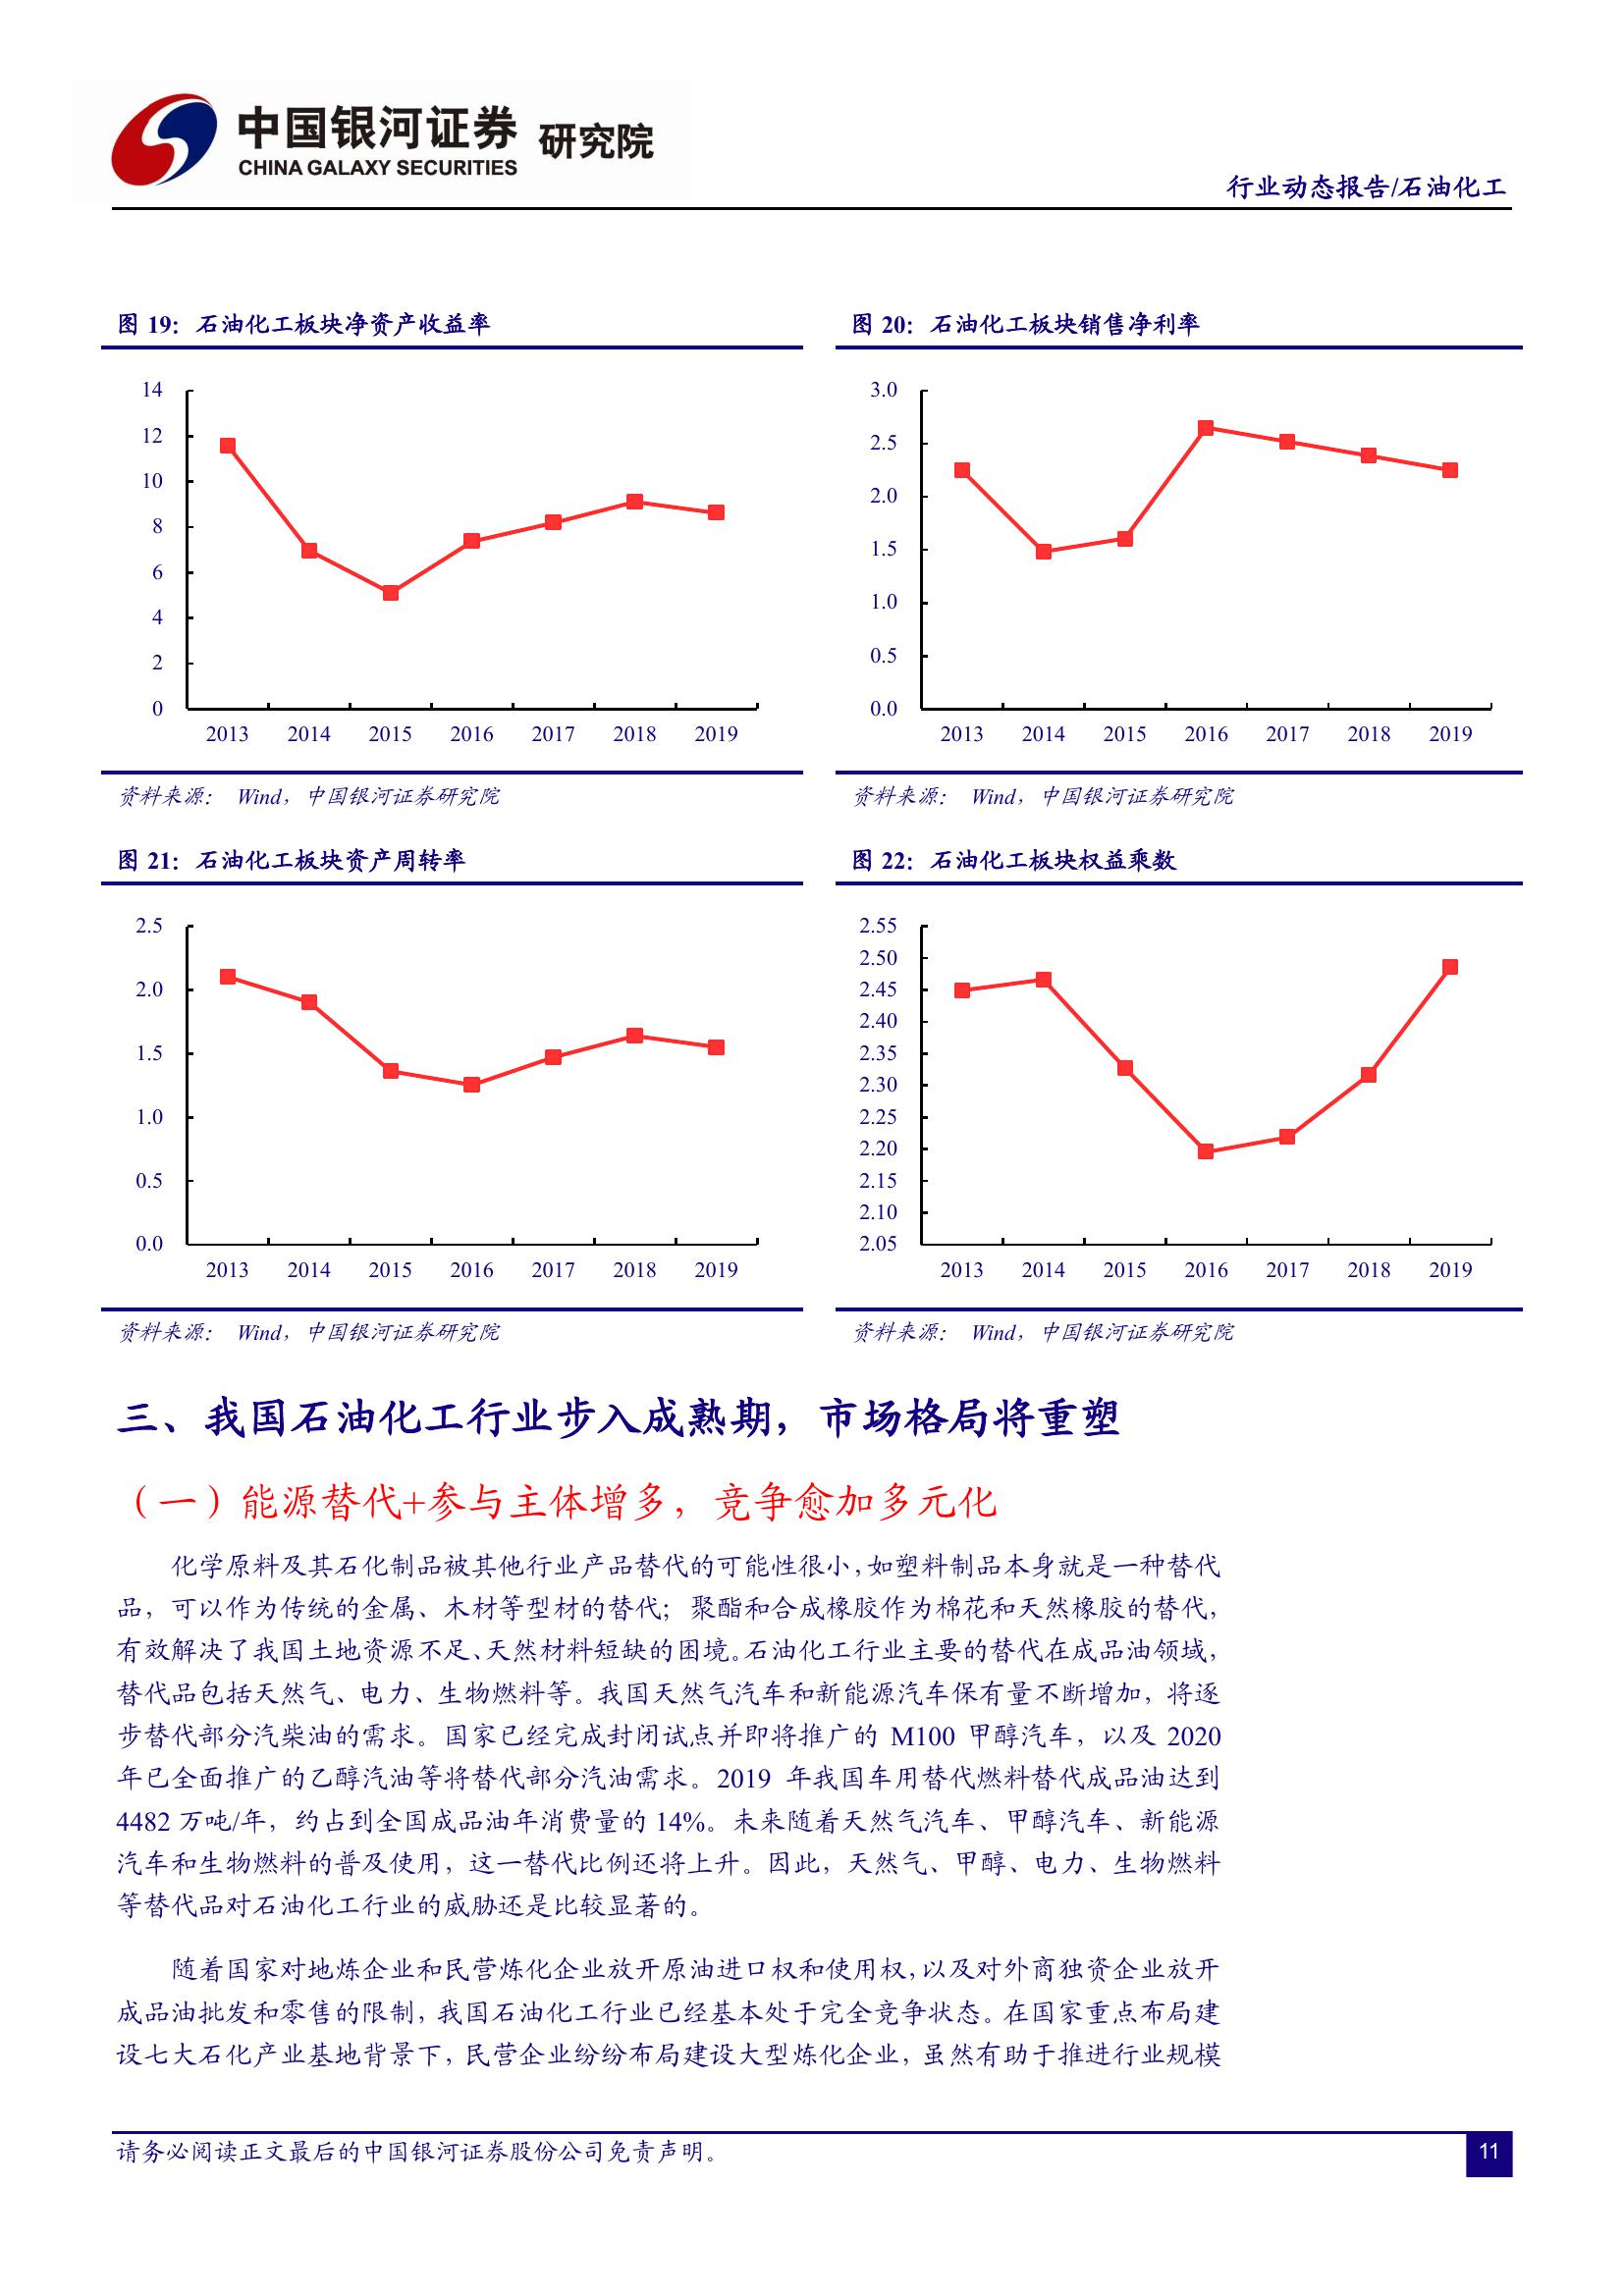 中国银河证券 研究院
CHINA GALAXY SECURITIES
行业动态报告/石油化工
图 19：石油化工板块净资产收益率
14
12
10
8
6
4
2
0
2013 2014 2015 2016 2017 2018 2019
资料来源： Wind，中国银河证券研究院
图 20：石油化工板块销售净利率
3.0
2.5
2.0
1.5
1.0
0.5
0.0
2013 2014 2015 2016 2017 2018 2019
资料来源： Wind，中国银河证券研究院
图 21：石油化工板块资产周转率
2.5
2.0
1.5
1.0
0.5
0.0
2013 2014 2015 2016 2017 2018 2019
资料来源： Wind，中国银河证券研究院
图 22：石油化工板块权益乘数
2.55
2.50
2.45
2.40
2.35
2.30
2.25
2.20
2.15
2.10
2.05
2013 2014 2015 2016 2017 2018 2019
资料来源： Wind，中国银河证券研究院
三、我国石油化工行业步入成熟期，市场格局将重塑
（一）能源替代+参与主体增多，竞争愈加多元化
化学原料及其石化制品被其他行业产品替代的可能性很小，如塑料制品本身就是一种替代
品，可以作为传统的金属、木材等型材的替代；聚酯和合成橡胶作为棉花和天然橡胶的替代，
有效解决了我国土地资源不足、天然材料短缺的困境。石油化工行业主要的替代在成品油领域，
替代品包括天然气、电力、生物燃料等。我国天然气汽车和新能源汽车保有量不断增加，将逐
步替代部分汽柴油的需求。国家已经完成封闭试点并即将推广的 M100 甲醇汽车，以及 2020
年已全面推广的乙醇汽油等将替代部分汽油需求。2019 年我国车用替代燃料替代成品油达到
4482 万吨/年，约占到全国成品油年消费量的 14%。未来随着天然气汽车、甲醇汽车、新能源
汽车和生物燃料的普及使用，这一替代比例还将上升。因此，天然气、甲醇、电力、生物燃料
等替代品对石油化工行业的威胁还是比较显著的。
随着国家对地炼企业和民营炼化企业放开原油进口权和使用权，以及对外商独资企业放开
成品油批发和零售的限制，我国石油化工行业已经基本处于完全竞争状态。在国家重点布局建
设七大石化产业基地背景下，民营企业纷纷布局建设大型炼化企业，虽然有助于推进行业规模
请务必阅读正文最后的中国银河证券股份公司免责声明。
11